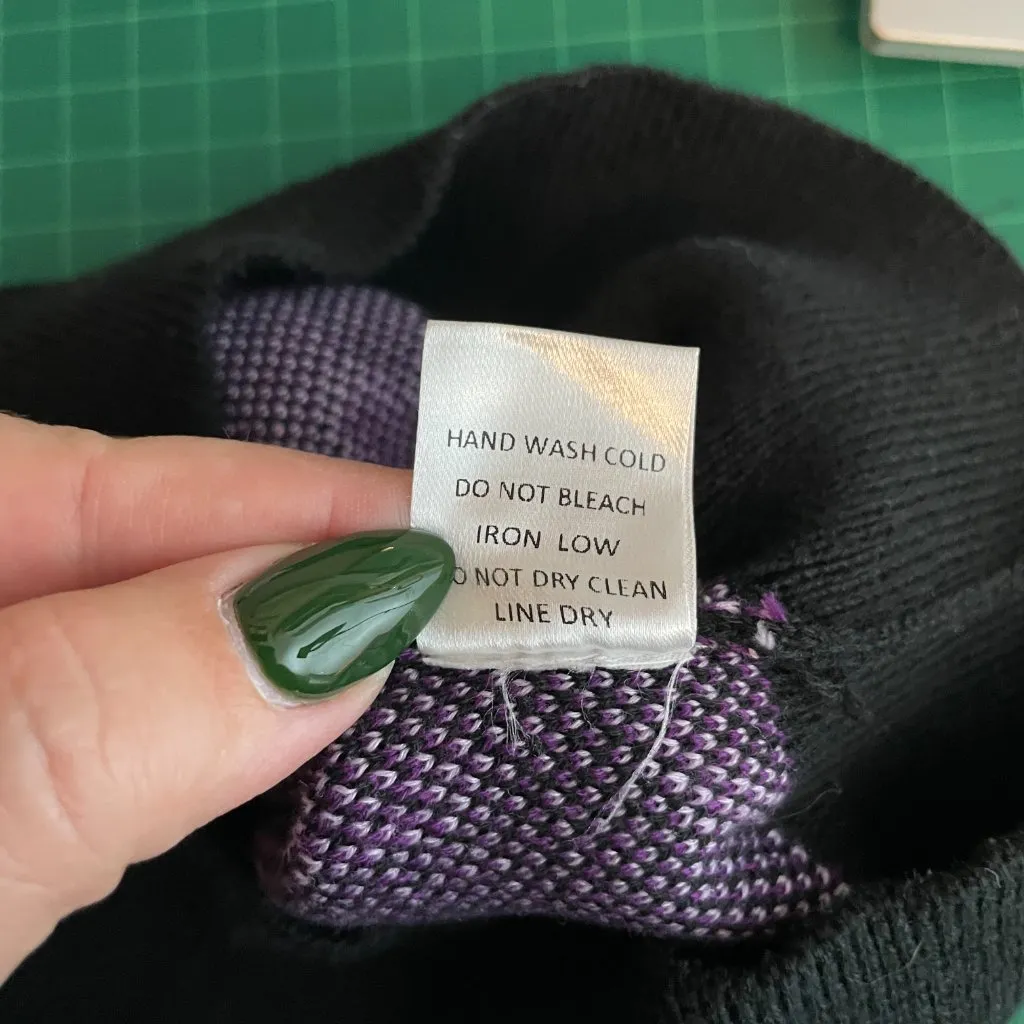 HAND WASH COLD
DO NOT BLEACH
IRON LOW
O NOT DRY CLEAN
LINE DRY